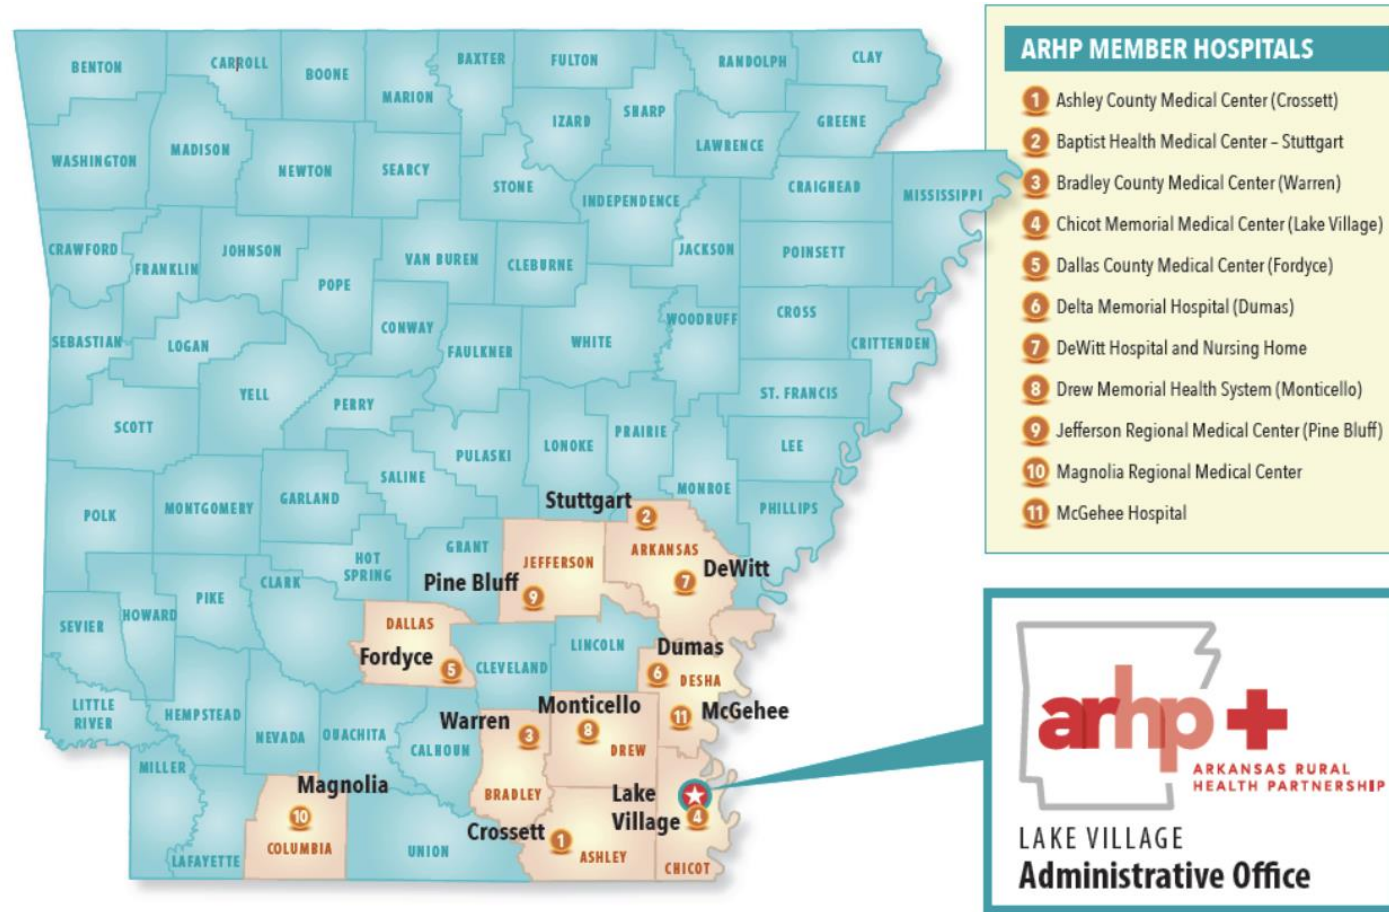 BENTON
CARROLL
BOONE
BAXTER
FULTON
RANDOLPH
CLAY
MARION
IZARD
SHARP
GREENE
LAWRENCE
WASHINGTON
MADISON
NEWTON
SEARCY
STONE
INDEPENDENCE
CRAIGHEAD
MISSISSIPPI
CRAWFORD
FRANKLIN
JOHNSON
POPE
VAN BUREN
CLEBURNE
JACKSON
POINSETT
SEBASTIAN
LOGAN
CONWAY
FAULKNER
WHITE
WOODRUFF
CROSS
CRITTENDEN
YELL
PERRY
ST. FRANCIS
SCOTT
SALINE
PULASKI
LONOKE
PRAIRIE
LEE
POLK
MONTGOMERY
GARLAND
MONROE
PHILLIPS
Stuttgart
2
HOT
SPRING
GRANT
JEFFERSON
ARKANSAS
Pine Bluff
9
7
DeWitt
CLARK
PIKE
HOWARD
SEVIER
DALLAS
Fordyce
5
CLEVELAND
LINCOLN
Dumas
6
DESHA
LITTLE
RIVER
HEMPSTEAD
NEVADA
OUACHITA
CALHOUN
Warren
3
BRADLEY
Monticello
8
DREW
11
McGehee
MILLER
LAFAYETTE
Magnolia
10
COLUMBIA
UNION
Crossett
1
ASHLEY
Lake
Village
4
CHICOT
ARHP MEMBER HOSPITALS
1 Ashley County Medical Center (Crossett)
2 Baptist Health Medical Center – Stuttgart
3 Bradley County Medical Center (Warren)
4 Chicot Memorial Medical Center (Lake Village)
5 Dallas County Medical Center (Fordyce)
6 Delta Memorial Hospital (Dumas)
7 DeWitt Hospital and Nursing Home
8 Drew Memorial Health System (Monticello)
9 Jefferson Regional Medical Center (Pine Bluff)
10 Magnolia Regional Medical Center
11 McGehee Hospital
arhp
ARKANSAS RURAL
HEALTH PARTNERSHIP
LAKE VILLAGE
Administrative Office